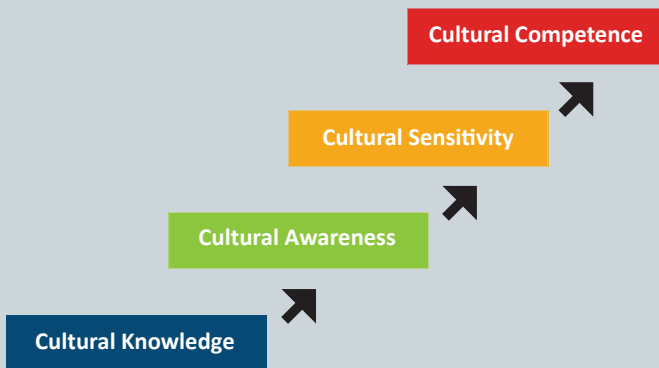 Cultural Competence
Cultural Sensitivity
Cultural Awareness
Cultural Knowledge